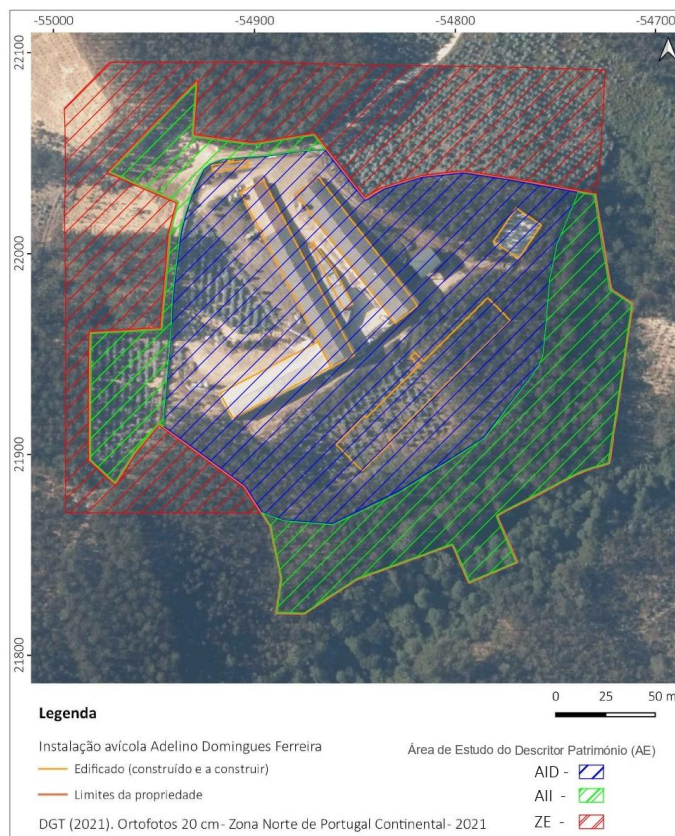 -55000
-54900
-54800
-54700
22100
22000
21900
21800
Legenda
0 25 50 m
Instalação avícola Adelino Domingues Ferreira
Edificado (construído e a construir)
Limites da propriedade
DGT (2021). Ortofotos 20 cm - Zona Norte de Portugal Continental - 2021
Área de Estudo do Descritor Património (AE)
AID -
AII -
ZE -